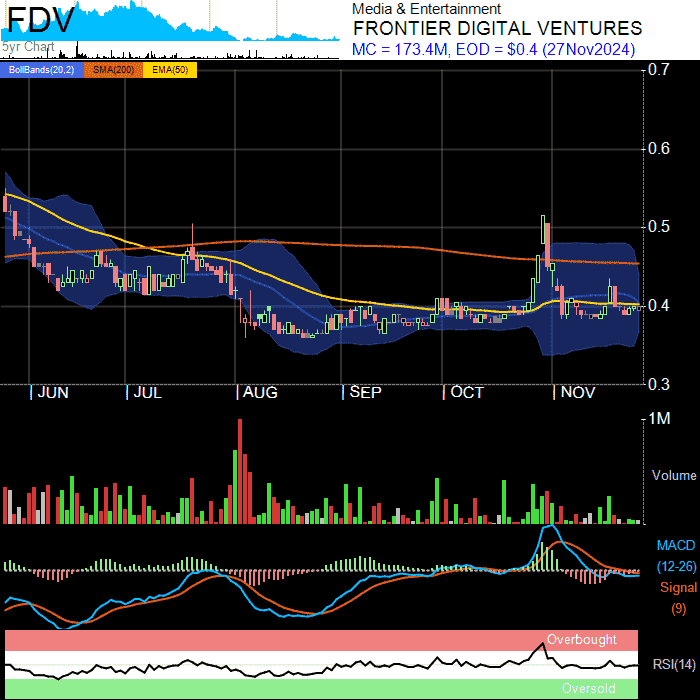 FDV
5yr Chart
Media & Entertainment
FRONTIER DIGITAL VENTURES
MC = 173.4M, EOD = $0.4 (27Nov2024)
BollBands(20,2) SMA(200) EMA(50)
0.7
0.6
0.5
0.4
0.3
JUN JUL AUG SEP OCT NOV
1M
Volume
MACD
(12-26)
Signal
(9)
Overbought
RSI(14)
Oversold